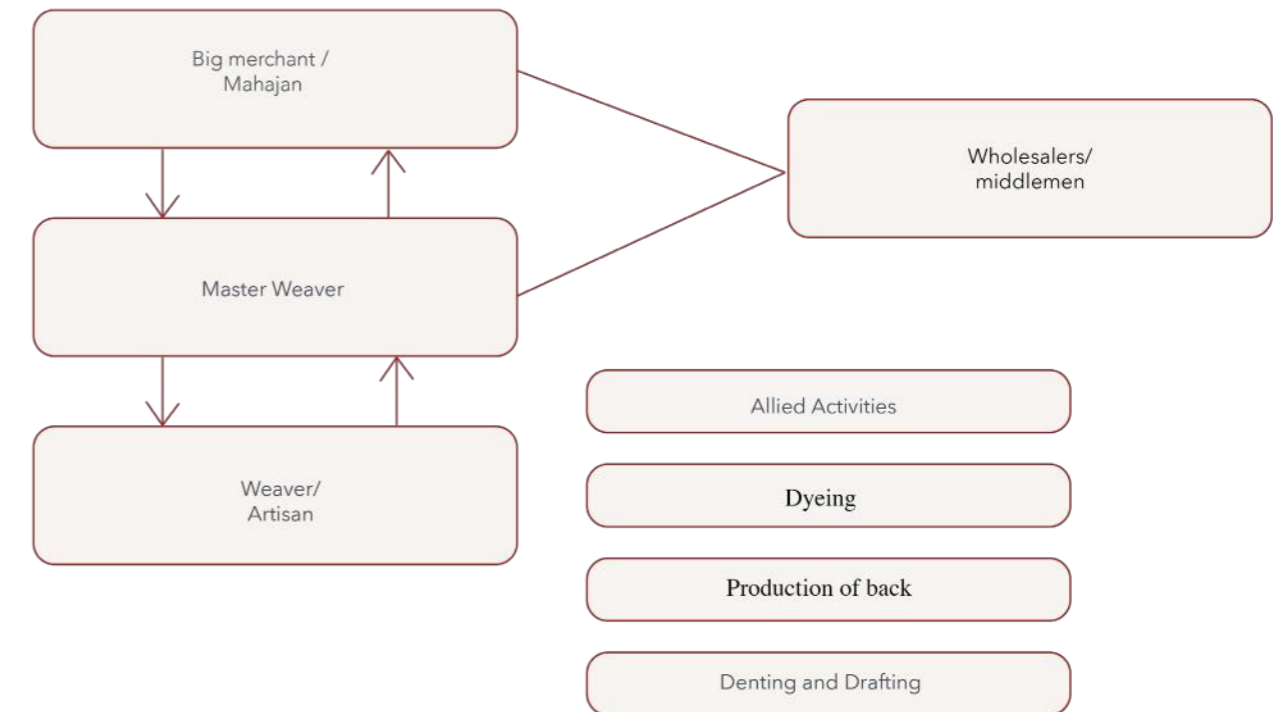 Big merchant /
Mahajan
Wholesalers/
middlemen
Master Weaver
Allied Activities
Weaver/
Artisan
Dyeing
Production of back
Denting and Drafting